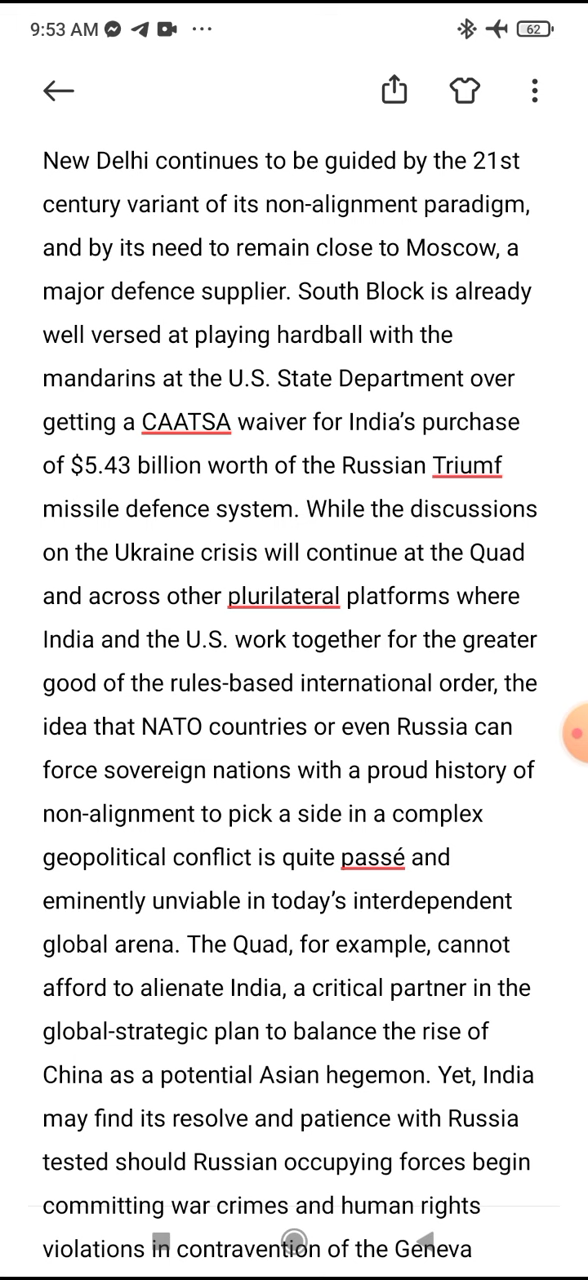 9:53 AM ...
62
New Delhi continues to be guided by the 21st
century variant of its non-alignment paradigm,
and by its need to remain close to Moscow, a
major defence supplier. South Block is already
well versed at playing hardball with the
mandarins at the U.S. State Department over
getting a CAATSA waiver for India’s purchase
of $5.43 billion worth of the Russian Triumf
missile defence system. While the discussions
on the Ukraine crisis will continue at the Quad
and across other plurilateral platforms where
India and the U.S. work together for the greater
good of the rules-based international order, the
idea that NATO countries or even Russia can
force sovereign nations with a proud history of
non-alignment to pick a side in a complex
geopolitical conflict is quite passé and
eminently unviable in today’s interdependent
global arena. The Quad, for example, cannot
afford to alienate India, a critical partner in the
global-strategic plan to balance the rise of
China as a potential Asian hegemon. Yet, India
may find its resolve and patience with Russia
tested should Russian occupying forces begin
committing war crimes and human rights
violations in contravention of the Geneva